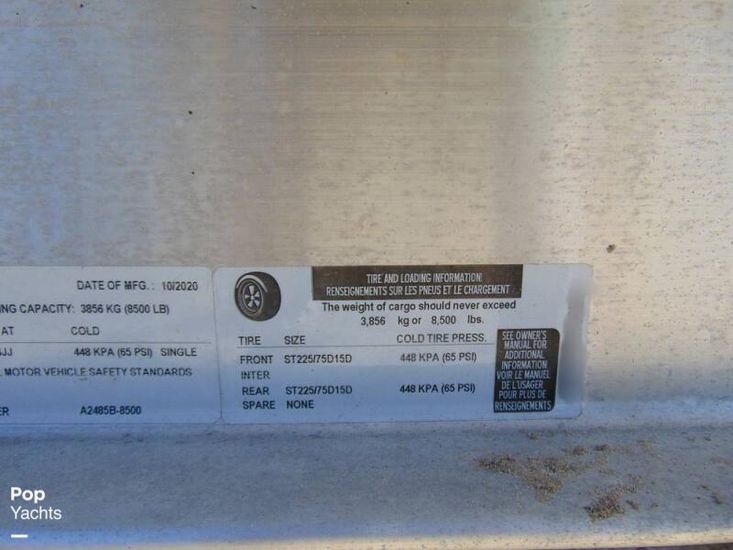 DATE OF MFG.: 10/2020
NG CAPACITY: 3856 KG (8500 LB)
AT COLD
JJ 448 KPA (65 PSI) SINGLE
MOTOR VEHICLE SAFETY STANDARDS
ER A2485B-8500
TIRE AND LOADING INFORMATION
RENSEIGNEMENTS SUR LES PNEUS ET LE CHARGEMENT
The weight of cargo should never exceed
3,856 kg or 8,500 lbs.
TIRE SIZE COLD TIRE PRESS.
FRONT ST225/75D15D 448 KPA (65 PSI)
INTER
REAR ST225/75D15D 448 KPA (65 PSI)
SPARE NONE
SEE OWNER'S
MANUAL FOR
ADDITIONAL
INFORMATION
VOIR LE MANUEL
DE L'USAGER
POUR PLUS DE
RENSEIGNEMENTS
Pop
Yachts